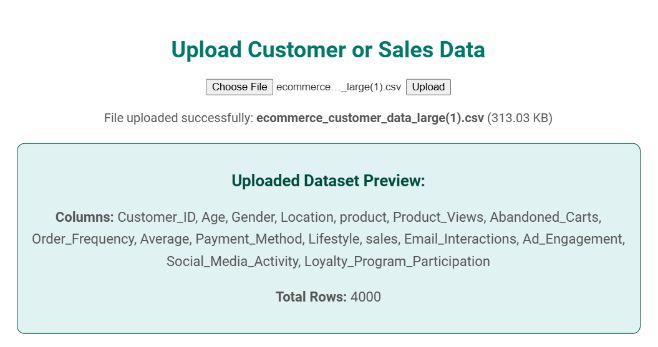 Upload Customer or Sales Data
Choose File ecommerce..._large(1).csv Upload
File uploaded successfully: ecommerce_customer_data_large(1).csv (313.03 KB)
Uploaded Dataset Preview:
Columns: Customer_ID, Age, Gender, Location, product, Product_Views, Abandoned_Carts,
Order_Frequency, Average, Payment_Method, Lifestyle, sales, Email_Interactions, Ad_Engagement,
Social_Media_Activity, Loyalty_Program_Participation
Total Rows: 4000